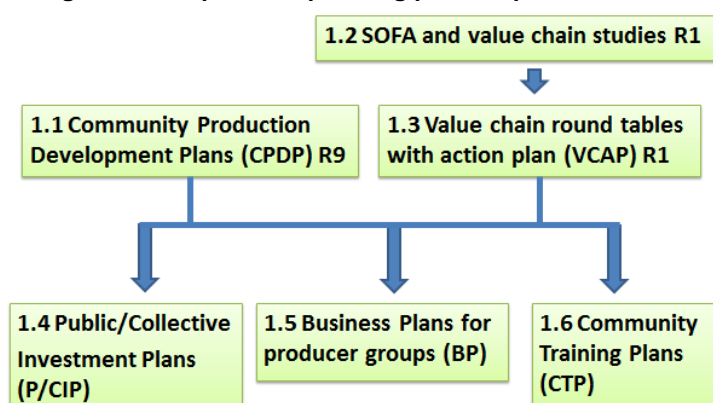 1.2 SOFA and value chain studies R1
1.1 Community Production
Development Plans (CPDP) R9
1.3 Value chain round tables
with action plan (VCAP) R1
1.4 Public/Collective
Investment Plans
(P/CIP)
1.5 Business Plans for
producer groups (BP)
1.6 Community
Training Plans
(CTP)